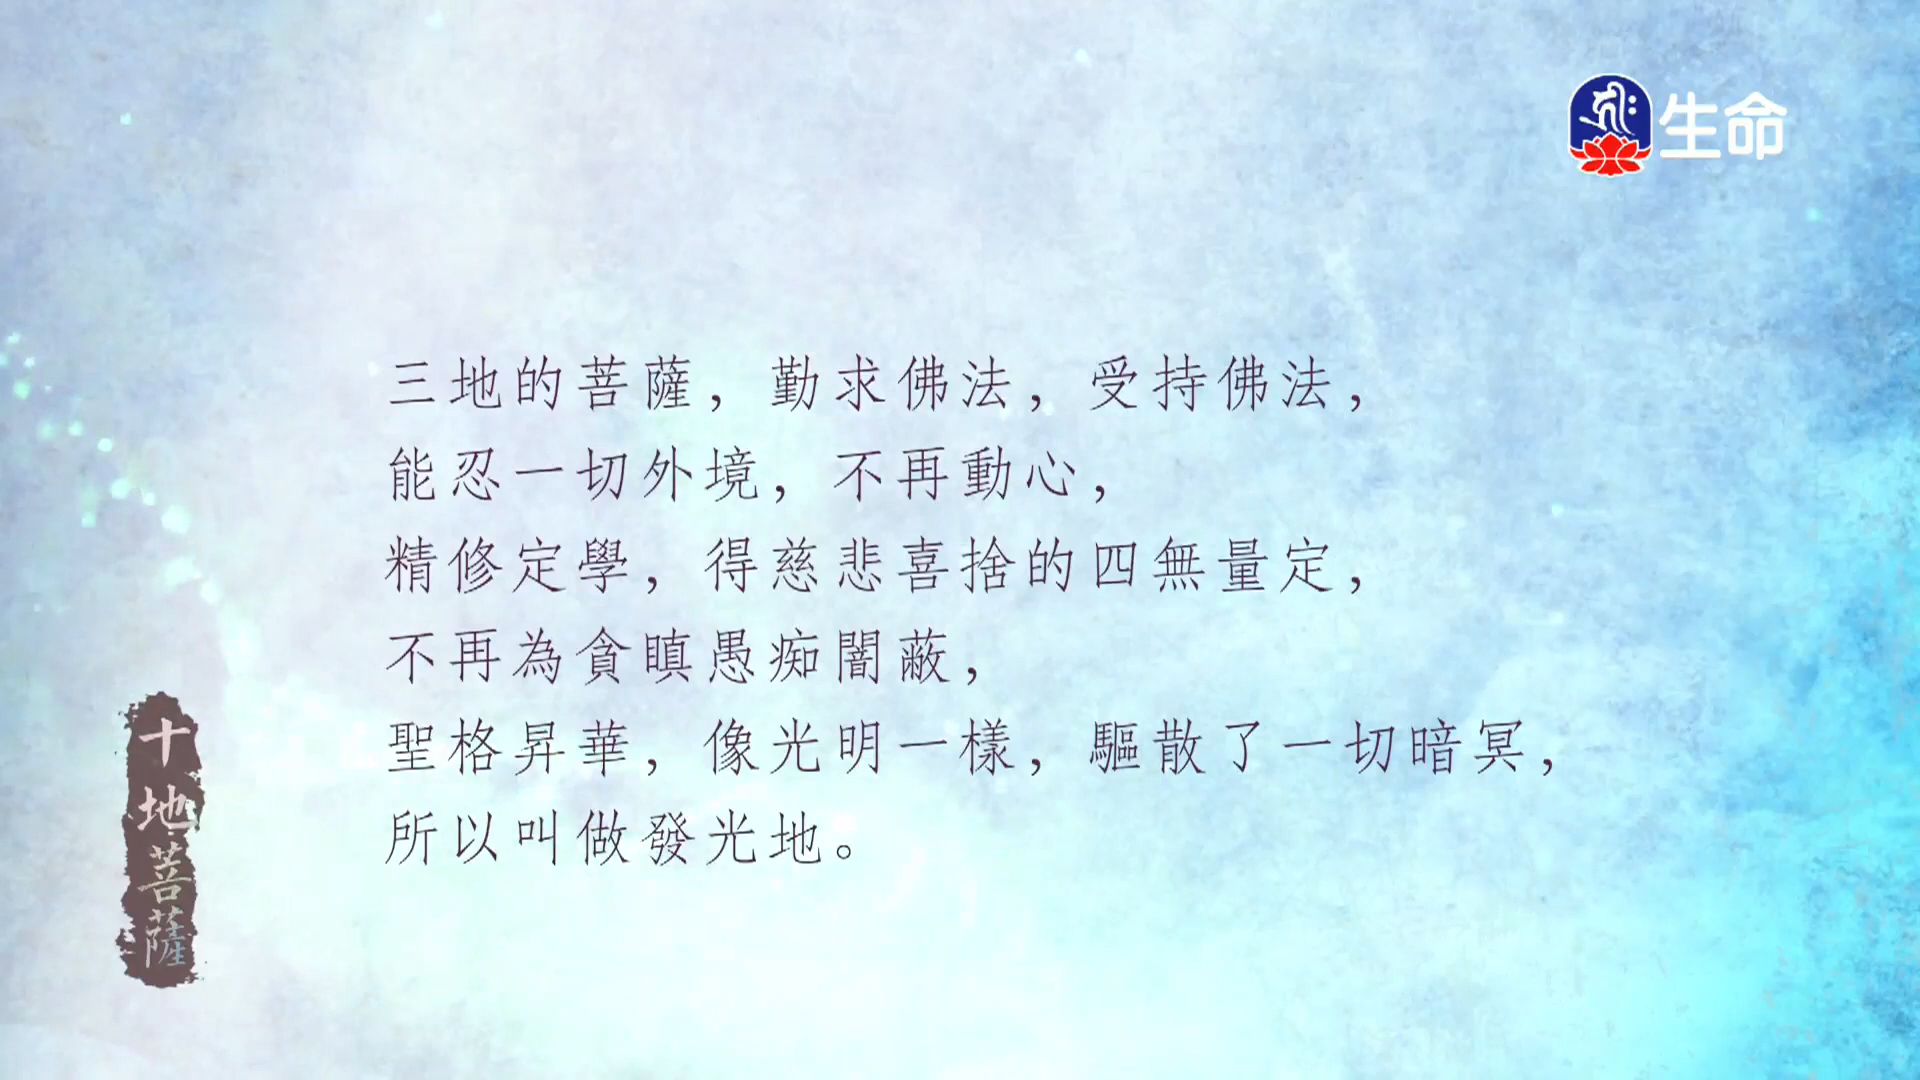 生命
三地的菩薩，勤求佛法，受持佛法，
能忍一切外境，不再動心，
精修定學，得慈悲喜捨的四無量定，
不再為貪瞋愚痴闇蔽，
聖格昇華，像光明一樣，驅散了一切暗冥，
所以叫做發光地。
十地菩薩